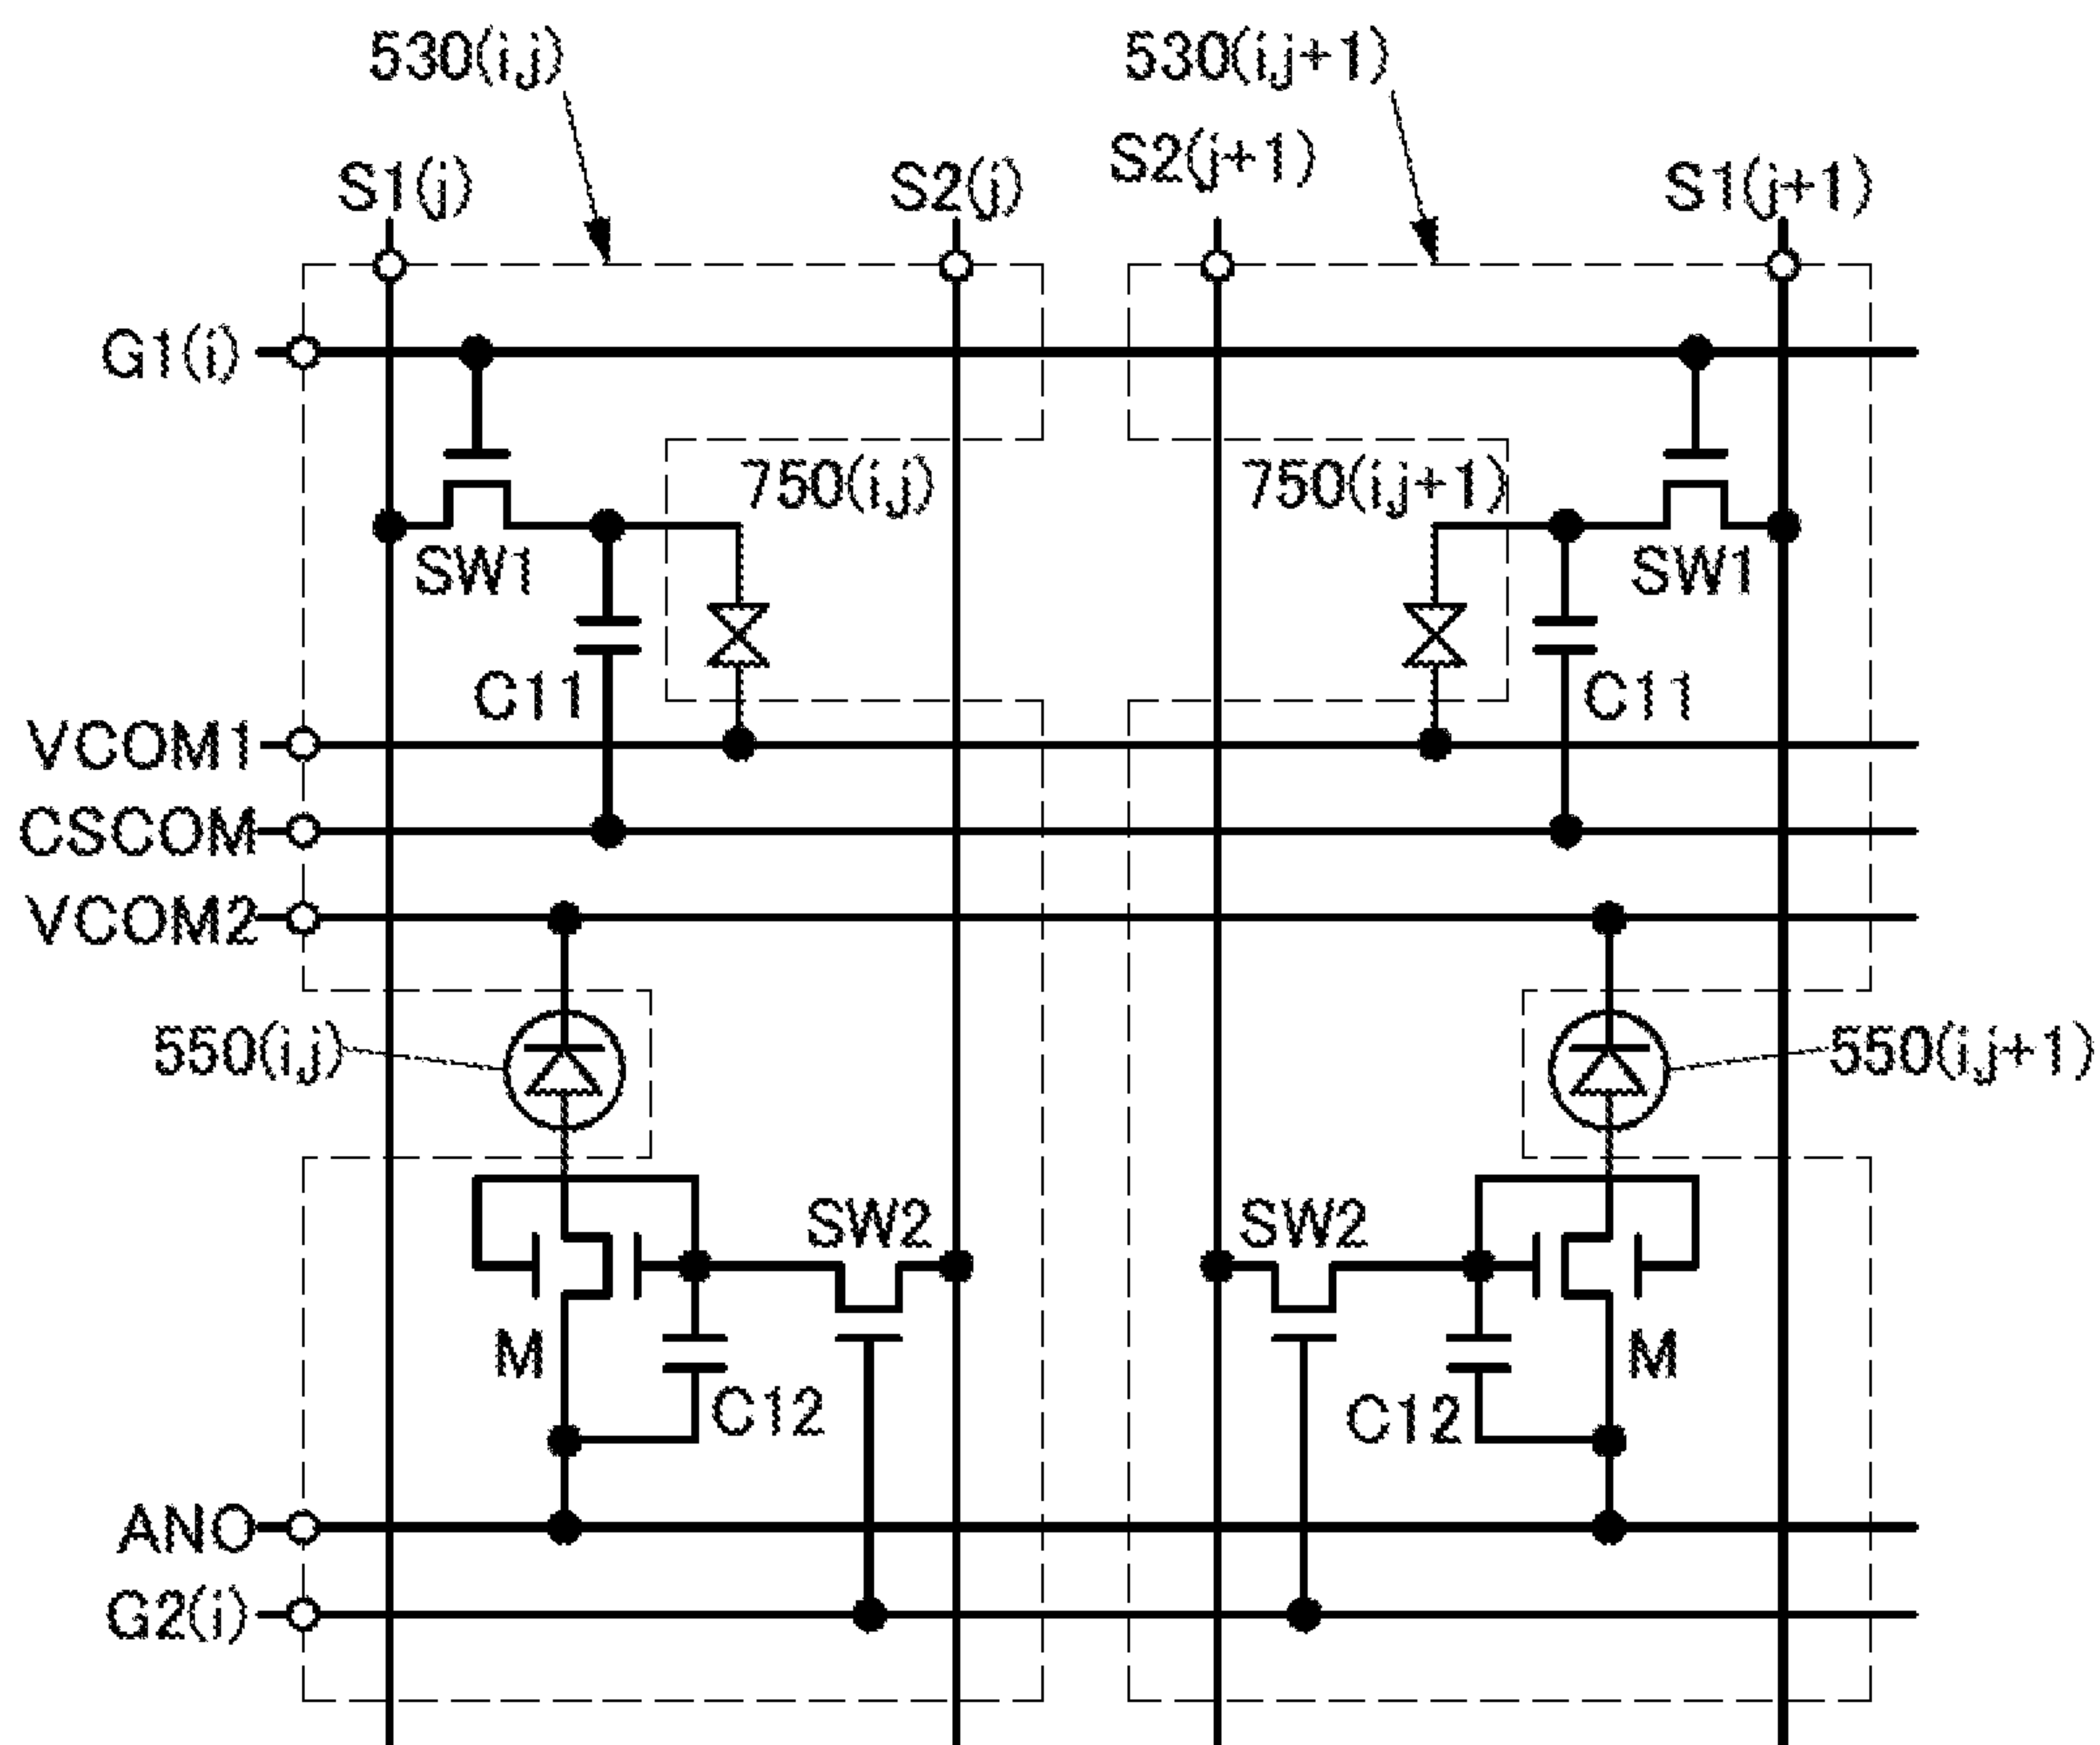 530(i,j)
530(i,j+1)
S1(j)
S2(j)
S2(j+1)
S1(j+1)
G1(i)
750(i,j)
750(i,j+1)
SW1
SW1
C11
C11
VCOM1
CSCOM
VCOM2
550(i,j)
550(i,j+1)
SW2
SW2
M
M
C12
C12
ANO
G2(i)